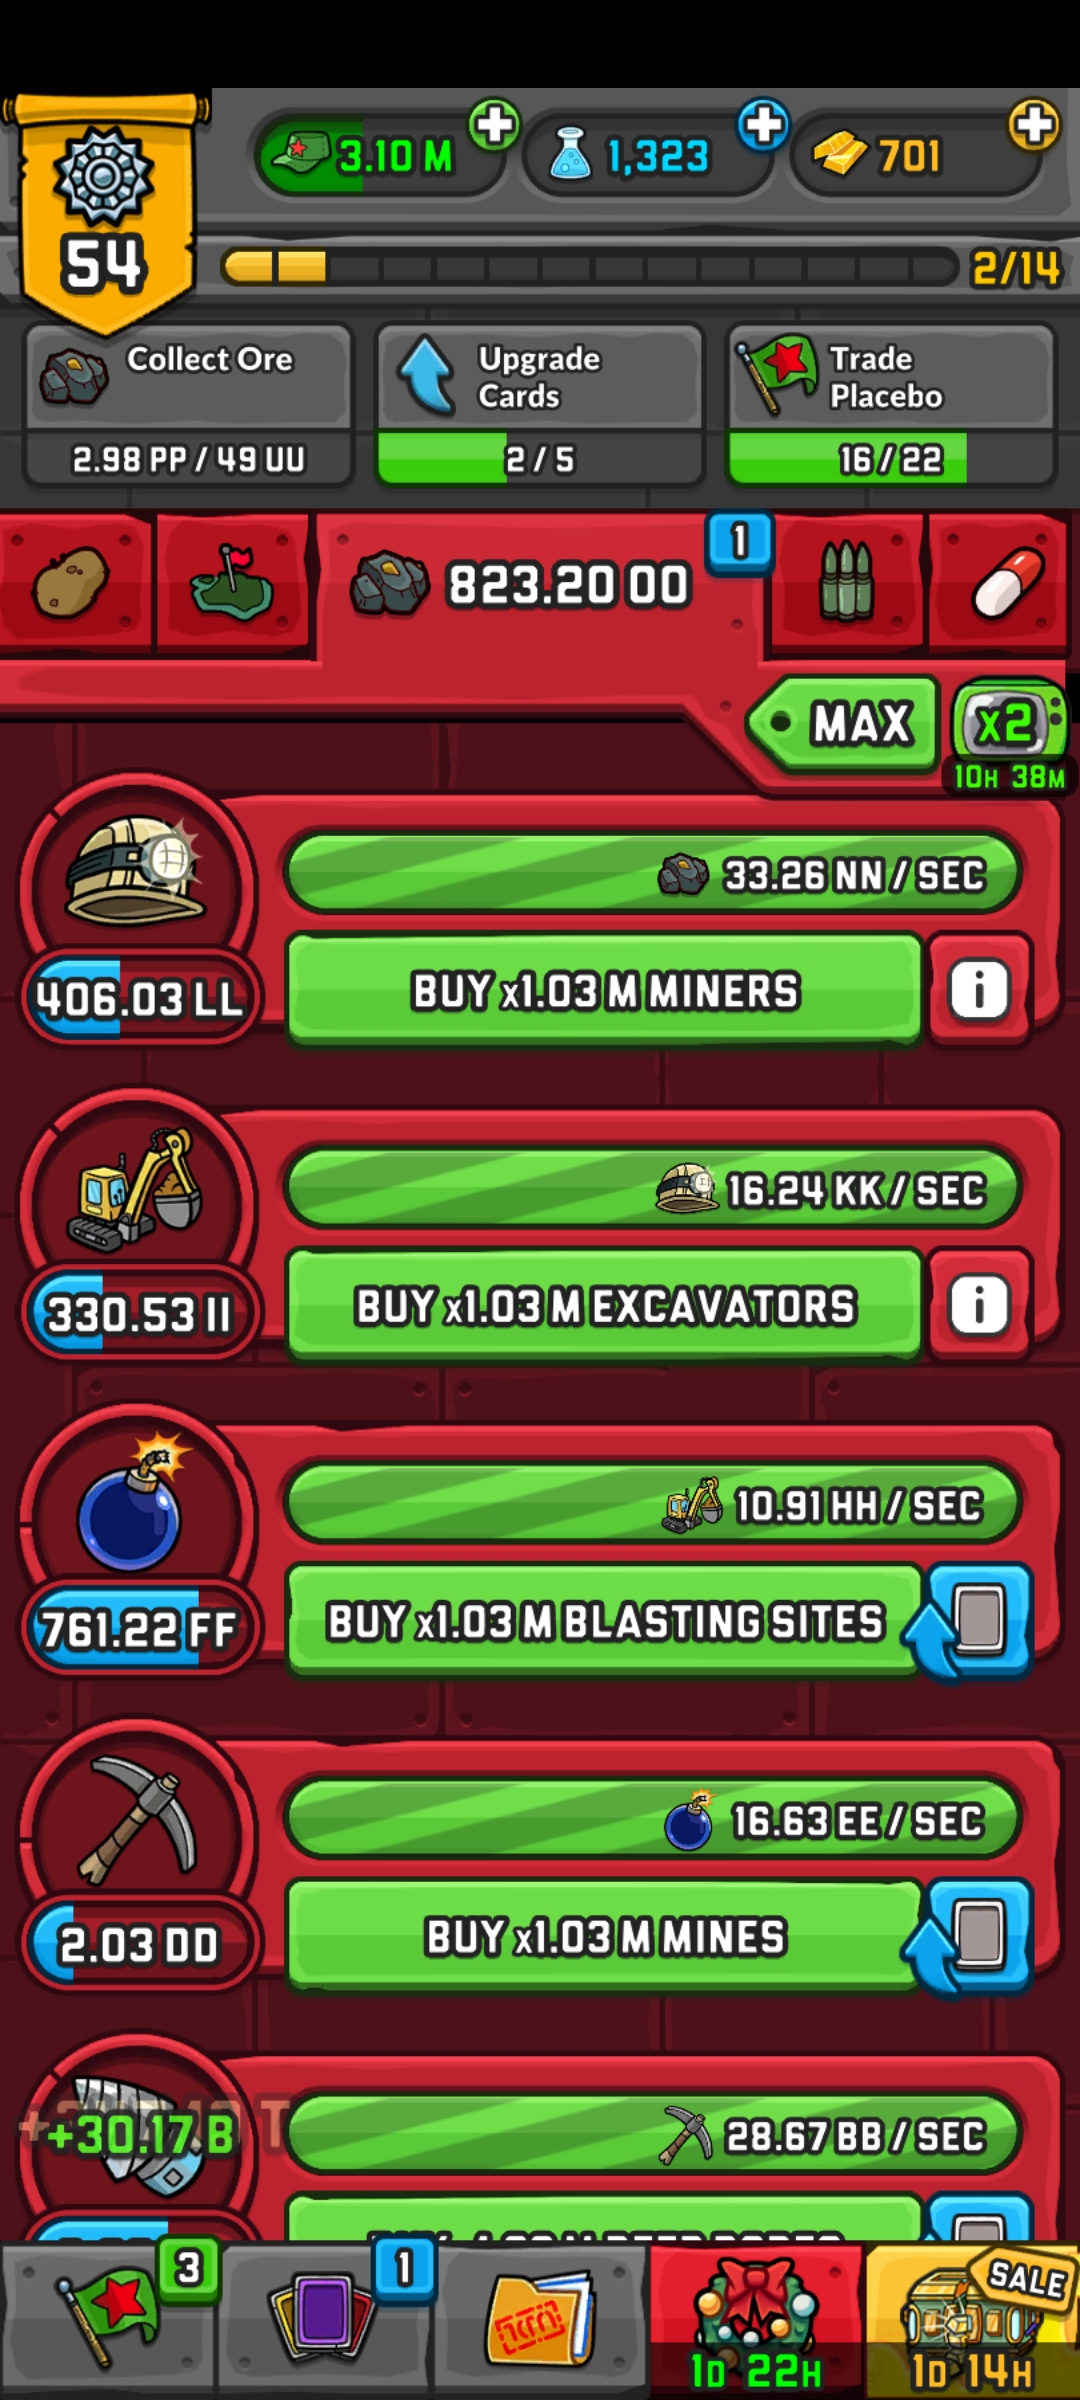 3.10 M
1,323
701
54
2/14
Collect Ore
2.98 PP / 49 UU
Upgrade
Cards
2 / 5
Trade
Placebo
16 / 22
823.20 OO
1
MAX
x2
10H 38M
33.26 NN / SEC
406.03 LL
BUY x1.03 M MINERS
i
16.24 KK / SEC
330.53 II
BUY x1.03 M EXCAVATORS
i
10.91 HH / SEC
761.22 FF
BUY x1.03 M BLASTING SITES
16.63 EE / SEC
2.03 DD
BUY x1.03 M MINES
+30.17 B
28.67 BB / SEC
3
1
SALE
1D 22H
1D 14H